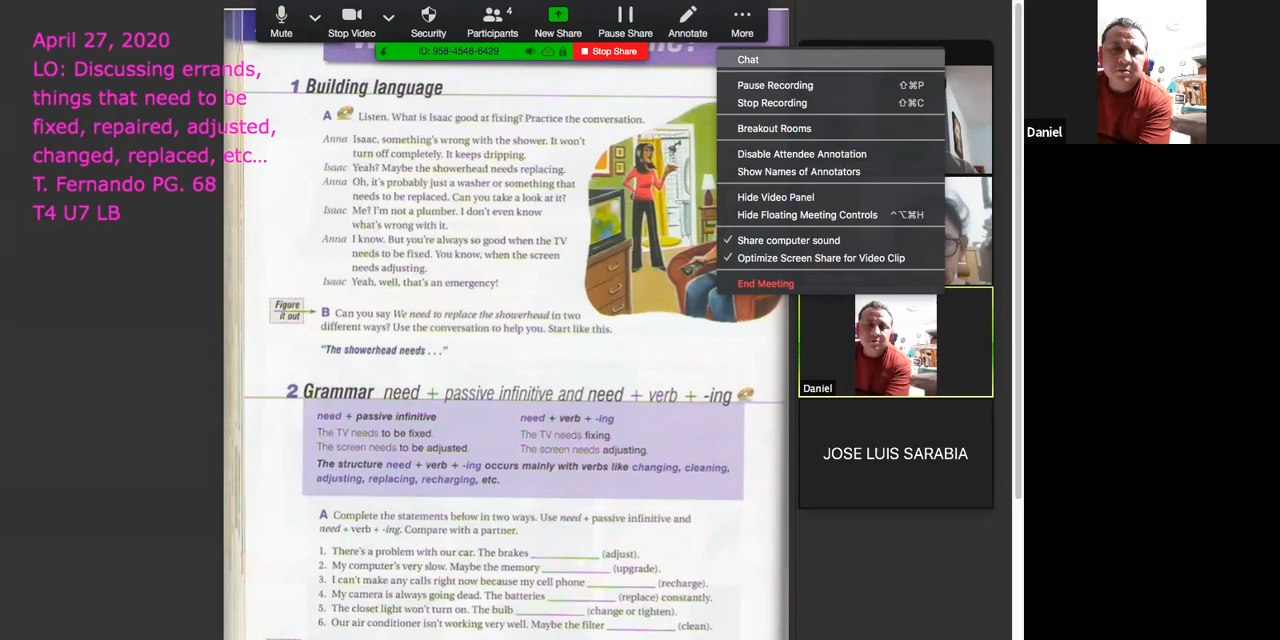 Mute
Stop Video
Security
Participants
4
New Share
Pause Share
Annotate
More
ID: 958-4546-6429
Stop Share
April 27, 2020
LO: Discussing errands,
things that need to be
fixed, repaired, adjusted,
changed, replaced, etc...
T. Fernando PG. 68
T4 U7 LB
1 Building language
A Listen. What is Isaac good at fixing? Practice the conversation.
Anna Isaac, something's wrong with the shower. It won't
turn off completely. It keeps dripping.
Isaac Yeah? Maybe the showerhead needs replacing.
Anna Oh, it's probably just a washer or something that
needs to be replaced. Can you take a look at it?
Isaac Me? I'm not a plumber. I don't even know
what's wrong with it.
Anna I know. But you're always so good when the TV
needs to be fixed. You know, when the screen
needs adjusting.
Isaac Yeah, well, that's an emergency!
Figure
it out
B Can you say We need to replace the showerhead in two
different ways? Use the conversation to help you. Start like this.
"The showerhead needs . . ."
2 Grammar need + passive infinitive and need + verb + -ing
need + passive infinitive
The TV needs to be fixed.
The screen needs to be adjusted.
need + verb + -ing
The TV needs fixing.
The screen needs adjusting.
The structure need + verb + -ing occurs mainly with verbs like changing, cleaning,
adjusting, replacing, recharging, etc.
A Complete the statements below in two ways. Use need + passive infinitive and
need + verb + -ing. Compare with a partner.
1. There's a problem with our car. The brakes ________ (adjust).
2. My computer's very slow. Maybe the memory ________ (upgrade).
3. I can't make any calls right now because my cell phone ________ (recharge).
4. My camera is always going dead. The batteries ________ (replace) constantly.
5. The closet light won't turn on. The bulb ________ (change or tighten).
6. Our air conditioner isn't working very well. Maybe the filter ________ (clean).
Chat
Pause Recording ⇧⌘P
Stop Recording ⇧⌘C
Breakout Rooms
Disable Attendee Annotation
Show Names of Annotators
Hide Video Panel
Hide Floating Meeting Controls ^⌥⌘H
✓ Share computer sound
✓ Optimize Screen Share for Video Clip
End Meeting
Daniel
JOSE LUIS SARABIA
Daniel